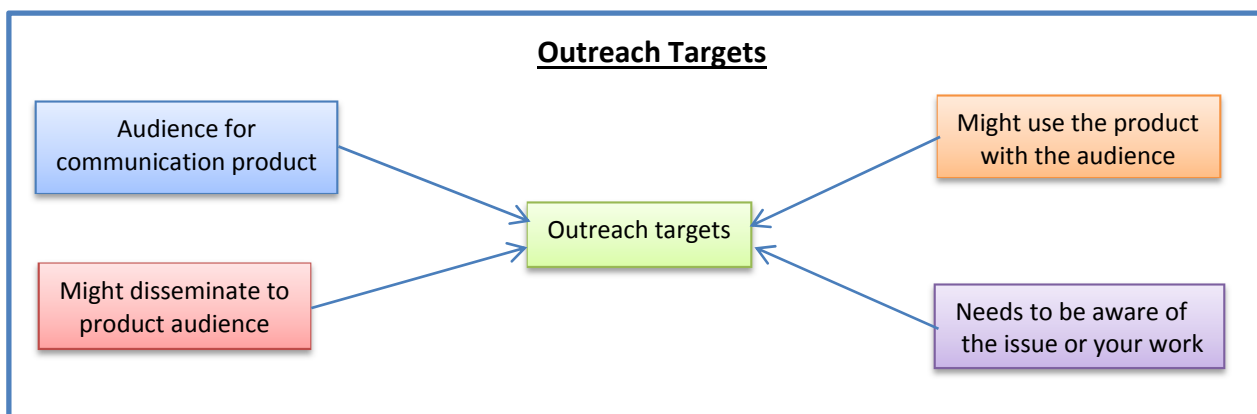 Outreach Targets
Audience for
communication product
Might use the product
with the audience
Outreach targets
Might disseminate to
product audience
Needs to be aware of
the issue or your work